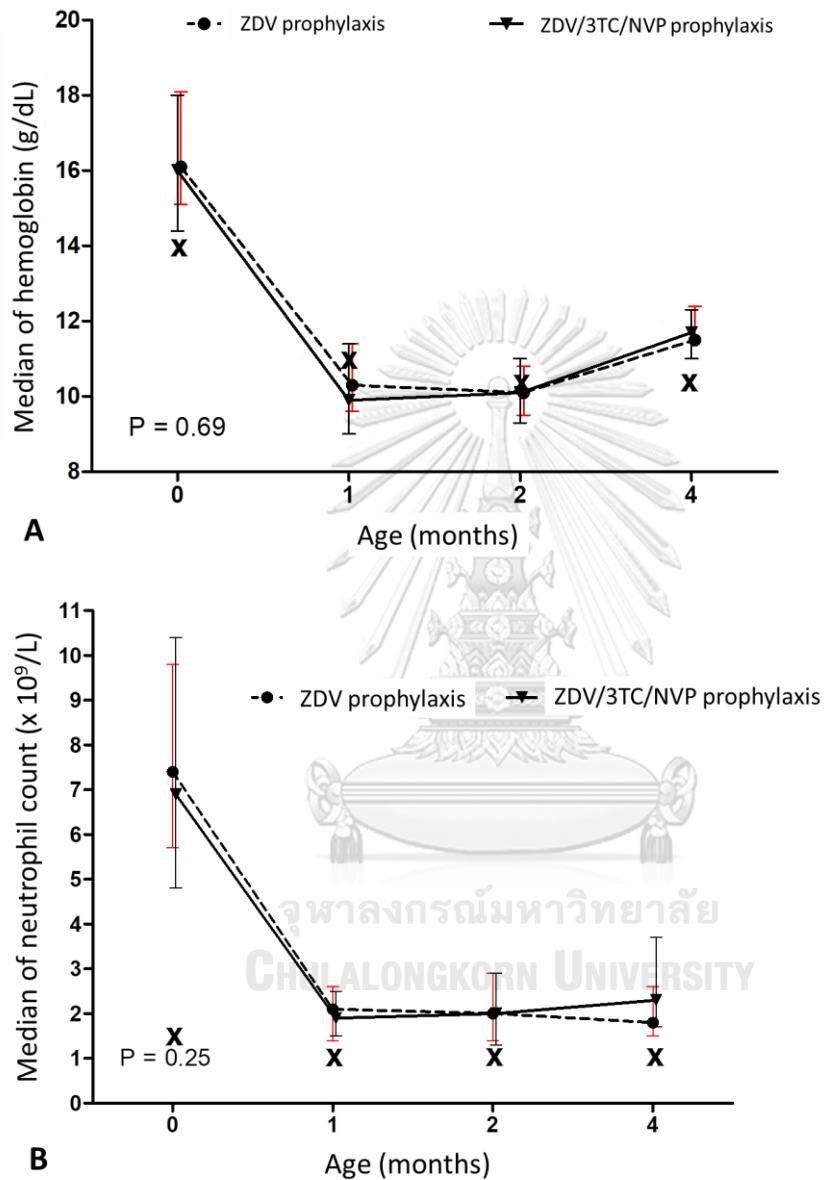 ZDV prophylaxis ZDV/3TC/NVP prophylaxis
Median of hemoglobin (g/dL)
20
18
16
14
12
10
8
X X X X
P = 0.69
0 1 2 4
A
Age (months)
Median of neutrophil count (x 10⁹/L)
11
10
9
8
7
6
5
4
3
2
1
0
ZDV prophylaxis ZDV/3TC/NVP prophylaxis
จุฬาลงกรณ์มหาวิทยาลัย
CHULALONGKORN UNIVERSITY
X X X X
P = 0.25
0 1 2 4
B
Age (months)